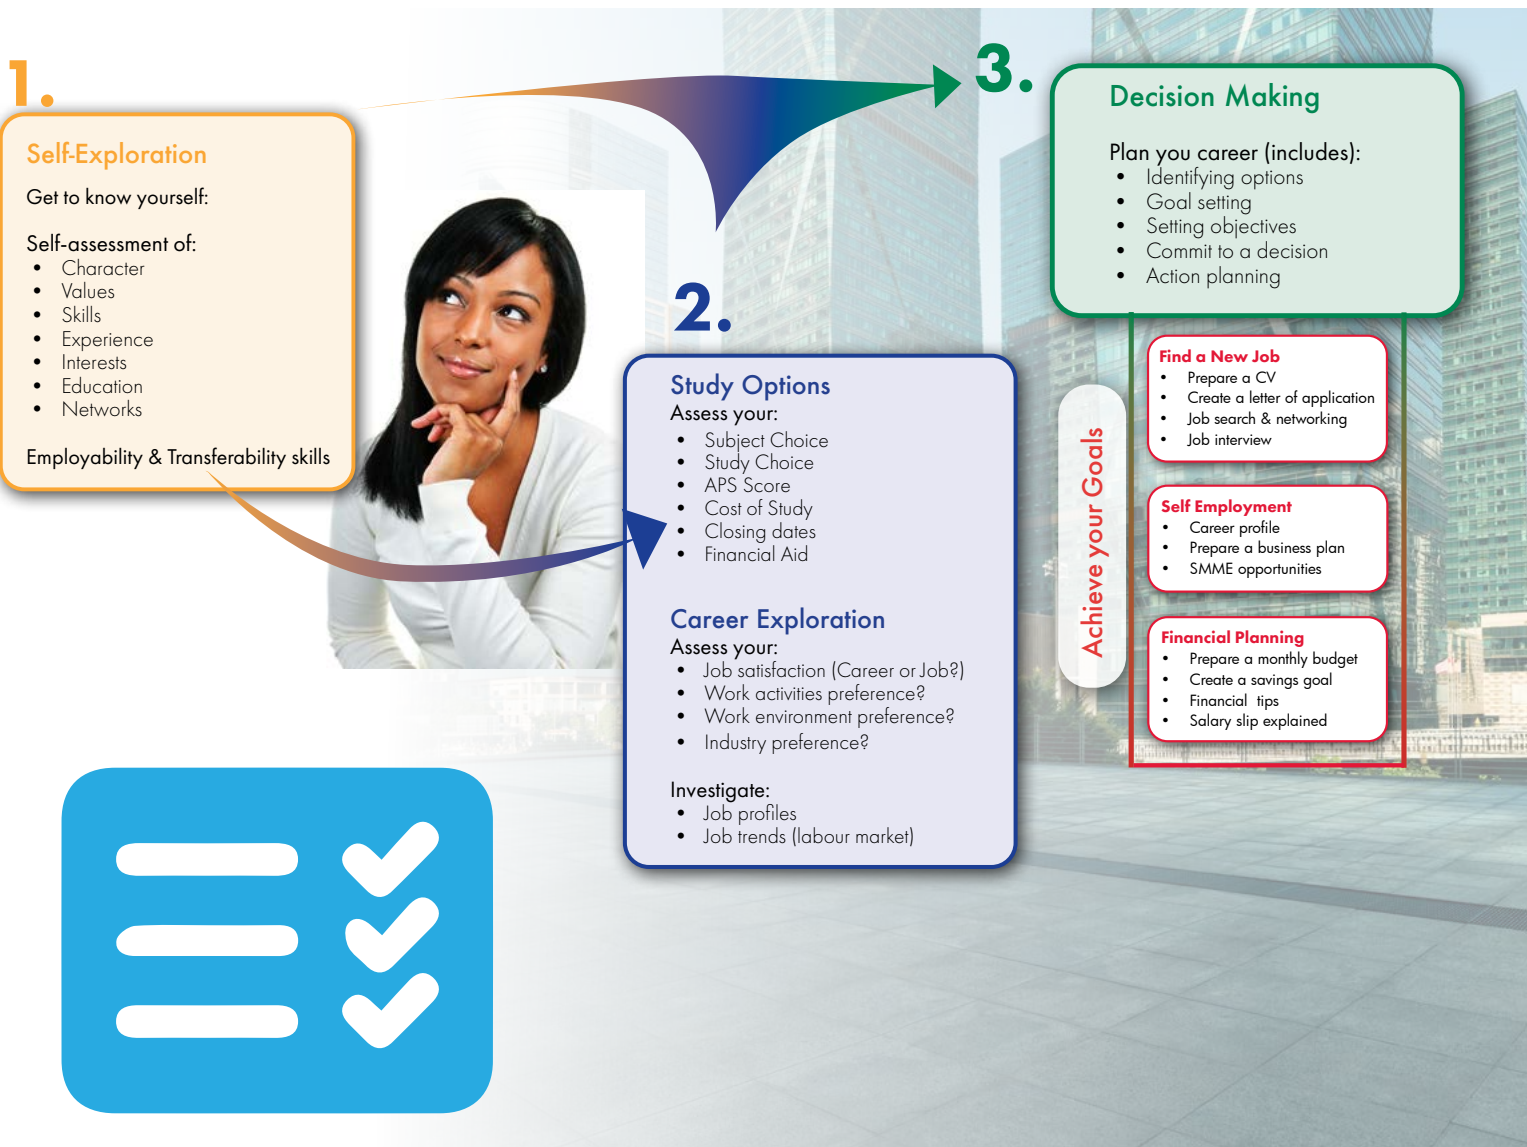 1.
Self-Exploration
Get to know yourself:
Self-assessment of:
• Character
• Values
• Skills
• Experience
• Interests
• Education
• Networks
Employability & Transferability skills
2.
Study Options
Assess your:
• Subject Choice
• Study Choice
• APS Score
• Cost of Study
• Closing dates
• Financial Aid
Career Exploration
Assess your:
• Job satisfaction (Career or Job?)
• Work activities preference?
• Work environment preference?
• Industry preference?
Investigate:
• Job profiles
• Job trends (labour market)
3.
Decision Making
Plan you career (includes):
• Identifying options
• Goal setting
• Setting objectives
• Commit to a decision
• Action planning
Achieve your Goals
Find a New Job
• Prepare a CV
• Create a letter of application
• Job search & networking
• Job interview
Self Employment
• Career profile
• Prepare a business plan
• SMME opportunities
Financial Planning
• Prepare a monthly budget
• Create a savings goal
• Financial tips
• Salary slip explained